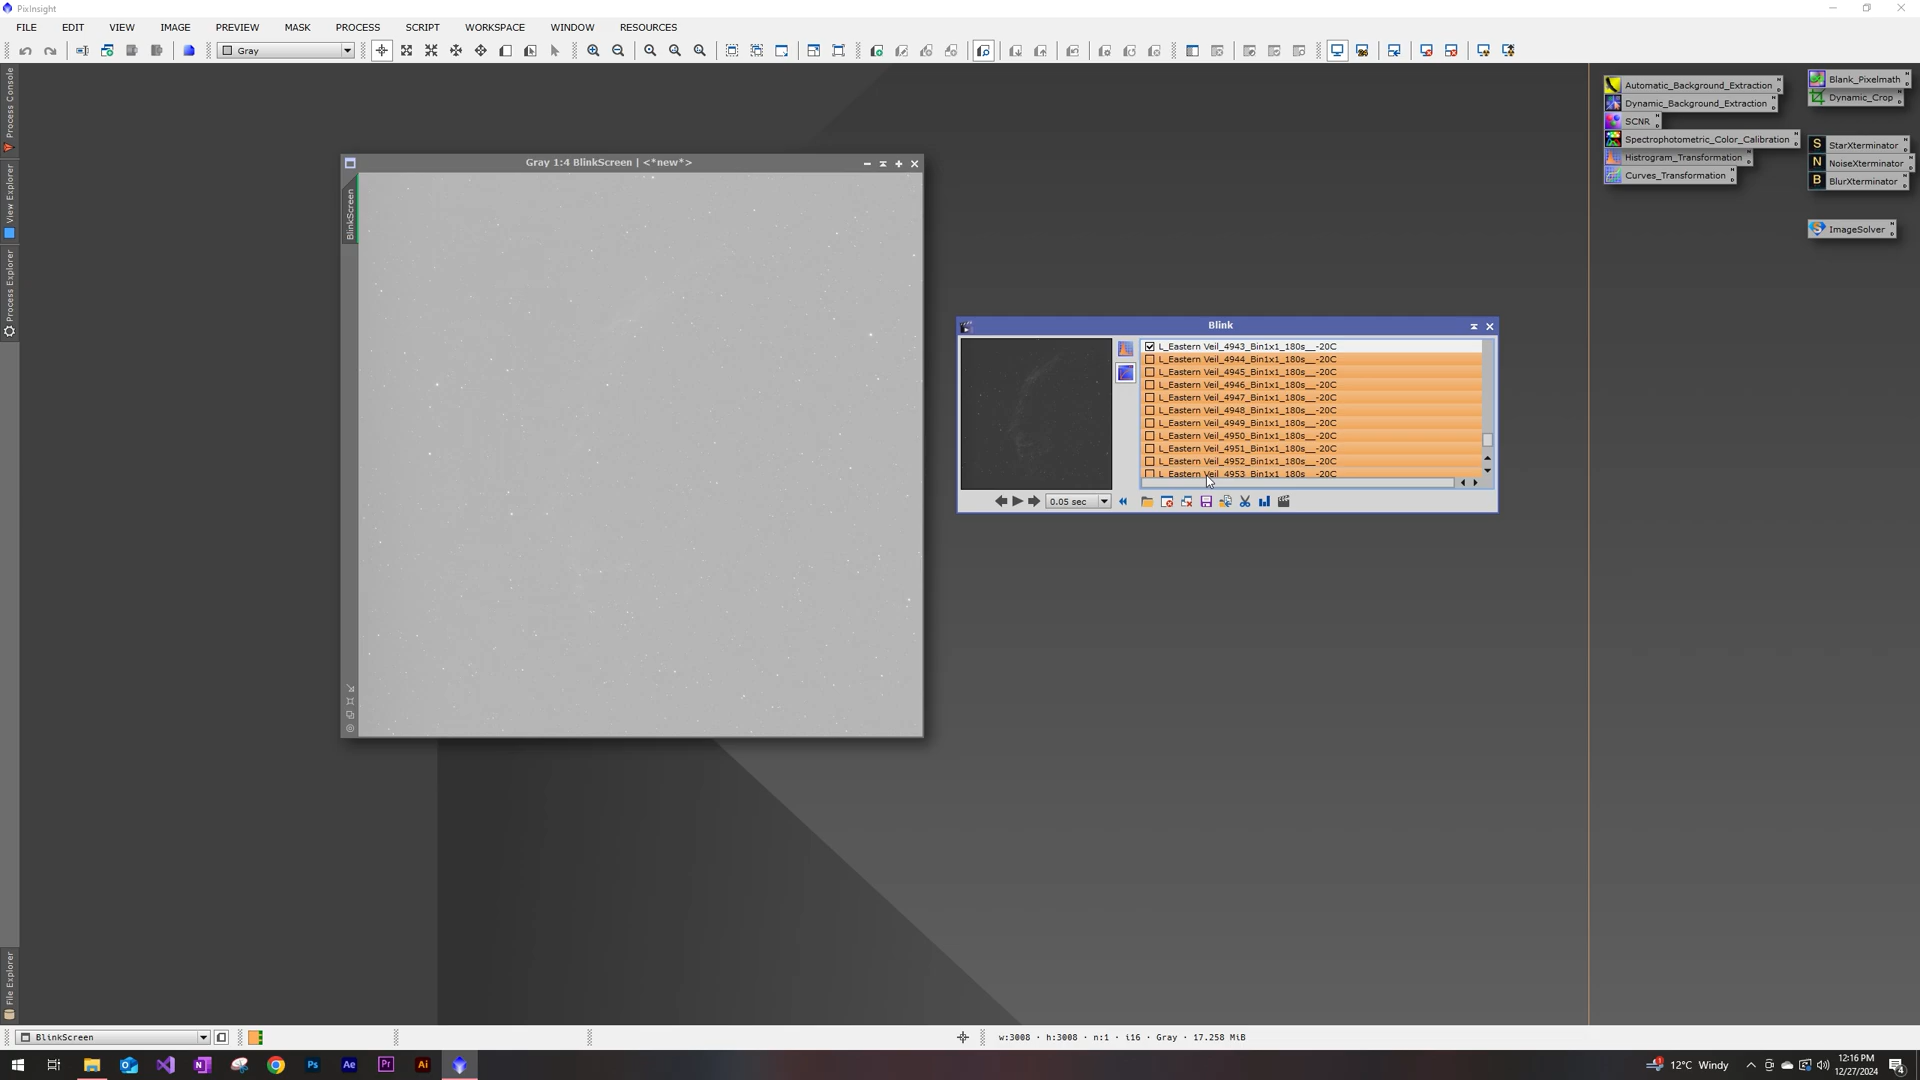 PixInsight
FILE EDIT VIEW IMAGE PROCESS SCRIPT WORKSPACE WINDOW RESOURCES
Gray
Process Console
View Explorer
Process Explorer
File Explorer
Gray 1:4 BlinkScreen | <*new*>
BlinkScreen
Blink
L_Eastern Veil_4943_Bin1x1_180s__-20C
L_Eastern Veil_4944_Bin1x1_180s__-20C
L_Eastern Veil_4945_Bin1x1_180s__-20C
L_Eastern Veil_4946_Bin1x1_180s__-20C
L_Eastern Veil_4947_Bin1x1_180s__-20C
L_Eastern Veil_4948_Bin1x1_180s__-20C
L_Eastern Veil_4949_Bin1x1_180s__-20C
L_Eastern Veil_4950_Bin1x1_180s__-20C
L_Eastern Veil_4951_Bin1x1_180s__-20C
L_Eastern Veil_4952_Bin1x1_180s__-20C
L_Eastern Veil_4953_Bin1x1_180s__-20C
0.05 sec
Automatic_Background_Extraction
Dynamic_Background_Extraction
SCNR
Spectrophotometric_Color_Calibration
Histrogram_Transformation
Curves_Transformation
Blank_Pixelmath
Dynamic_Crop
S StarXterminator
N NoiseXterminator
B BlurXterminator
ImageSolver
BlinkScreen
w:3008 · h:3008 · n:1 · i16 · Gray · 17.258 MiB
Ps Ae Pr Ai
12°C Windy
12:16 PM
12/27/2024